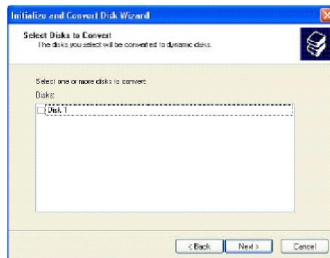 Initialize and Convert Disk Wizard
Select Disks to Convert
The disks you select will be converted to dynamic disks.
Select one or more disks to convert:
Disks:
Disk 1
< Back
Next >
Cancel